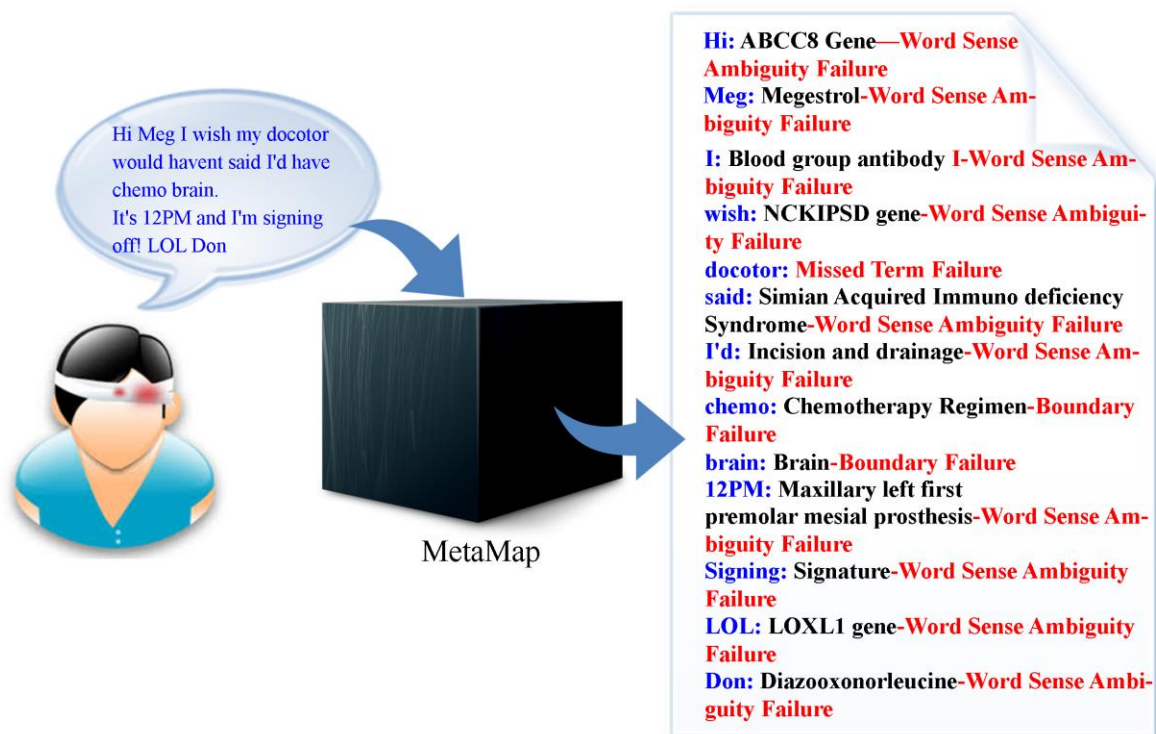 Hi Meg I wish my docotor
would havent said I'd have
chemo brain.
It's 12PM and I'm signing
off! LOL Don
MetaMap
Hi: ABCC8 Gene—Word Sense
Ambiguity Failure
Meg: Megestrol-Word Sense Am-
biguity Failure
I: Blood group antibody I-Word Sense Am-
biguity Failure
wish: NCKIPSD gene-Word Sense Ambigui-
ty Failure
docotor: Missed Term Failure
said: Simian Acquired Immuno deficiency
Syndrome-Word Sense Ambiguity Failure
I'd: Incision and drainage-Word Sense Am-
biguity Failure
chemo: Chemotherapy Regimen-Boundary
Failure
brain: Brain-Boundary Failure
12PM: Maxillary left first
premolar mesial prosthesis-Word Sense Am-
biguity Failure
Signing: Signature-Word Sense Ambiguity
Failure
LOL: LOXL1 gene-Word Sense Ambiguity
Failure
Don: Diazooxonorleucine-Word Sense Ambi-
guity Failure